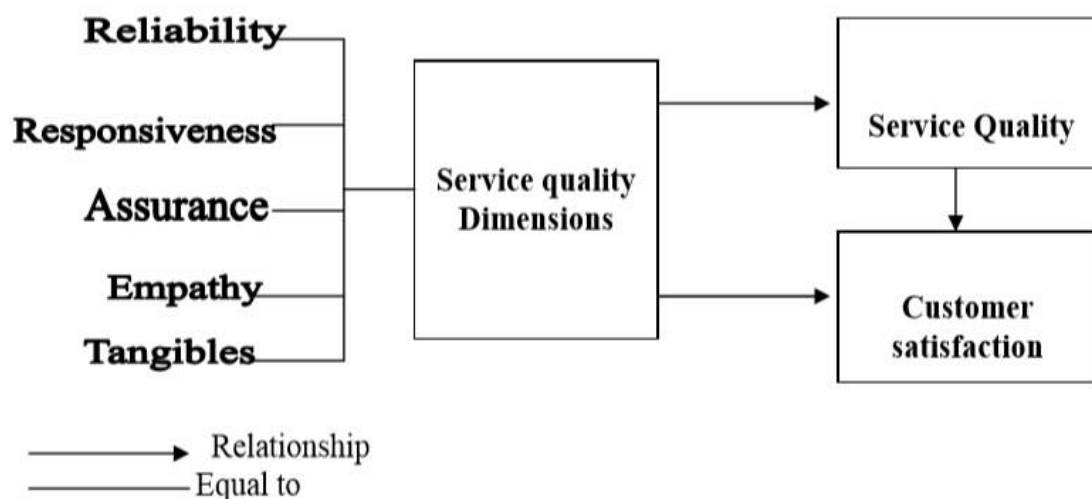 Reliability
Responsiveness
Assurance
Empathy
Tangibles
Service quality
Dimensions
Service Quality
Customer
satisfaction
Relationship
Equal to